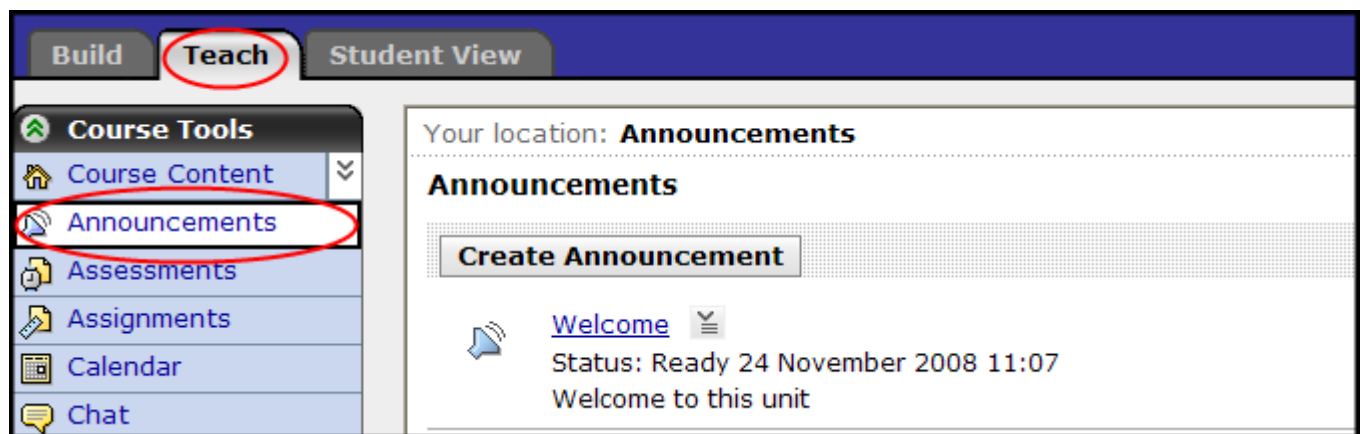 Build Teach Student View
Course Tools
Course Content
Announcements
Assessments
Assignments
Calendar
Chat
Your location: Announcements
Announcements
Create Announcement
Welcome
Status: Ready 24 November 2008 11:07
Welcome to this unit